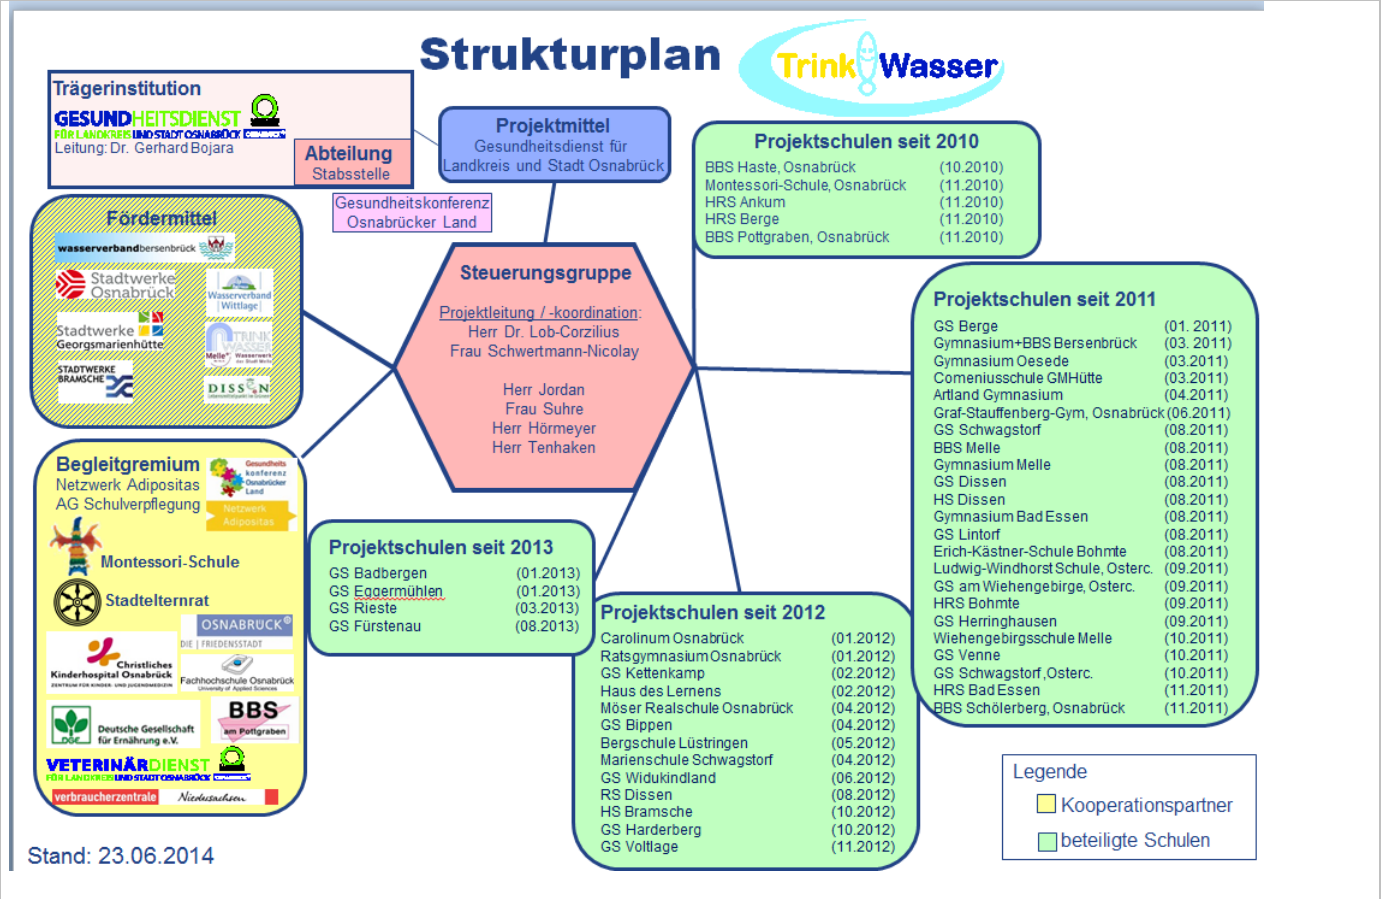 Strukturplan
Trink Wasser
Trägerinstitution
GESUNDHEITSDIENST
FÜR LANDKREIS UND STADT OSNABRÜCK
Leitung: Dr. Gerhard Bojara
Abteilung
Stabsstelle
Projektmittel
Gesundheitsdienst für
Landkreis und Stadt Osnabrück
Gesundheitskonferenz
Osnabrücker Land
Fördermittel
wasserverbandbersenbrück
Stadtwerke
Osnabrück
Wasserverband
Wittlage
Stadtwerke
Georgsmarienhütte
TRINK
WASSER
Melle Wasserwerk
der Stadt Melle
STADTWERKE
BRAMSCHE
DISSEN
Steuerungsgruppe
Projektleitung / -koordination:
Herr Dr. Lob-Corzilius
Frau Schwertmann-Nicolay
Herr Jordan
Frau Suhre
Herr Hörmeyer
Herr Tenhaken
Begleitgremium
Netzwerk Adipositas
AG Schulverpflegung
Gesundheits
konferenz
Osnabrücker
Land
Netzwerk
Adipositas
Montessori-Schule
Stadtelternrat
OSNABRÜCK®
DIE | FRIEDENSSTADT
Christliches
Kinderhospital Osnabrück
ZENTRUM FÜR KINDER- UND JUGENDMEDIZIN
Fachhochschule Osnabrück
University of Applied Sciences
DGE
Deutsche Gesellschaft
für Ernährung e.V.
BBS
am Pottgraben
VETERINÄRDIENST
FÜR LANDKREIS UND STADT OSNABRÜCK
verbraucherzentrale Niedersachsen
Projektschulen seit 2010
BBS Haste, Osnabrück (10.2010)
Montessori-Schule, Osnabrück (11.2010)
HRS Ankum (11.2010)
HRS Berge (11.2010)
BBS Pottgraben, Osnabrück (11.2010)
Projektschulen seit 2011
GS Berge (01. 2011)
Gymnasium+BBS Bersenbrück (03. 2011)
Gymnasium Oesede (03.2011)
Comeniusschule GMHütte (03.2011)
Artland Gymnasium (04.2011)
Graf-Stauffenberg-Gym, Osnabrück (06.2011)
GS Schwagstorf (08.2011)
BBS Melle (08.2011)
Gymnasium Melle (08.2011)
GS Dissen (08.2011)
HS Dissen (08.2011)
Gymnasium Bad Essen (08.2011)
GS Lintorf (08.2011)
Erich-Kästner-Schule Bohmte (08.2011)
Ludwig-Windhorst Schule, Osterc. (09.2011)
GS am Wiehengebirge, Osterc. (09.2011)
HRS Bohmte (09.2011)
GS Herringhausen (09.2011)
Wiehengebirgsschule Melle (10.2011)
GS Venne (10.2011)
GS Schwagstorf ,Osterc. (10.2011)
HRS Bad Essen (11.2011)
BBS Schölerberg, Osnabrück (11.2011)
Projektschulen seit 2013
GS Badbergen (01.2013)
GS Eggermühlen (01.2013)
GS Rieste (03.2013)
GS Fürstenau (08.2013)
Projektschulen seit 2012
Carolinum Osnabrück (01.2012)
Ratsgymnasium Osnabrück (01.2012)
GS Kettenkamp (02.2012)
Haus des Lernens (02.2012)
Möser Realschule Osnabrück (04.2012)
GS Bippen (04.2012)
Bergschule Lüstringen (05.2012)
Marienschule Schwagstorf (04.2012)
GS Widukindland (06.2012)
RS Dissen (08.2012)
HS Bramsche (10.2012)
GS Harderberg (10.2012)
GS Voltlage (11.2012)
Legende
Kooperationspartner
beteiligte Schulen
Stand: 23.06.2014